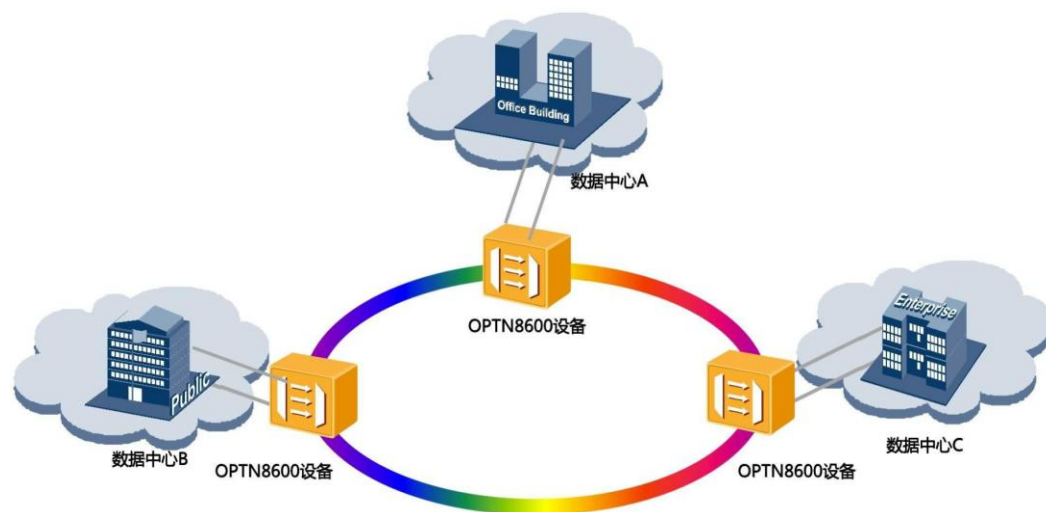 Office Building
数据中心A
OPTN8600设备
Enterprise
Public
数据中心B
OPTN8600设备
OPTN8600设备
数据中心C